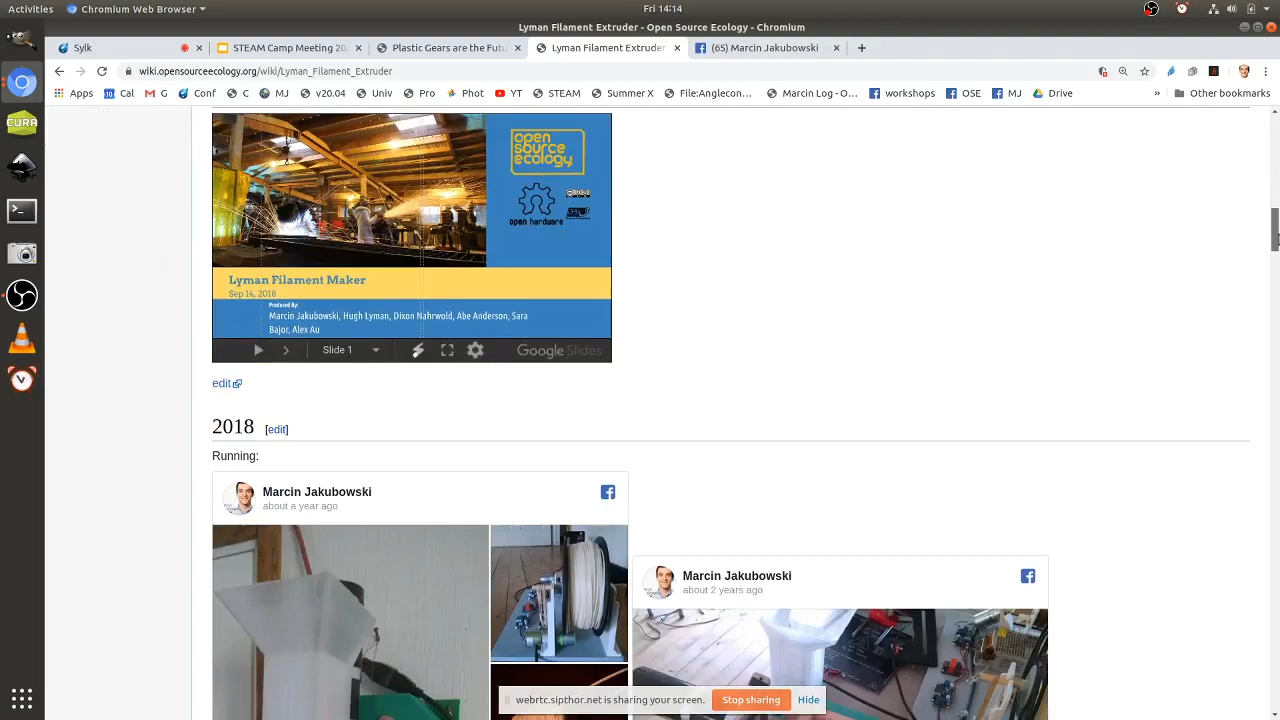 Activities
Chromium Web Browser
Fri 14:14
Lyman Filament Extruder - Open Source Ecology - Chromium
Sylk
STEAM Camp Meeting 20
Plastic Gears are the Futu
Lyman Filament Extruder
(65) Marcin Jakubowski
wiki.opensourceecology.org/wiki/Lyman_Filament_Extruder
Apps
Cal
G
Conf
C
MJ
v20.04
Univ
Pro
Phot
YT
STEAM
Summer X
File:Anglecon...
Marcin Log - O...
workshops
OSE
MJ
Drive
»
Other bookmarks
open
source
ecology
open hardware
Lyman Filament Maker
Sep 14, 2018
Produced By:
Marcin Jakubowski, Hugh Lyman, Dixon Nahrwold, Abe Anderson, Sara
Bajor, Alex Au
Slide 1
Google Slides
edit
2018 [edit]
Running:
Marcin Jakubowski
about a year ago
Marcin Jakubowski
about 2 years ago
webrtc.sipthor.net is sharing your screen.
Stop sharing
Hide
CURA